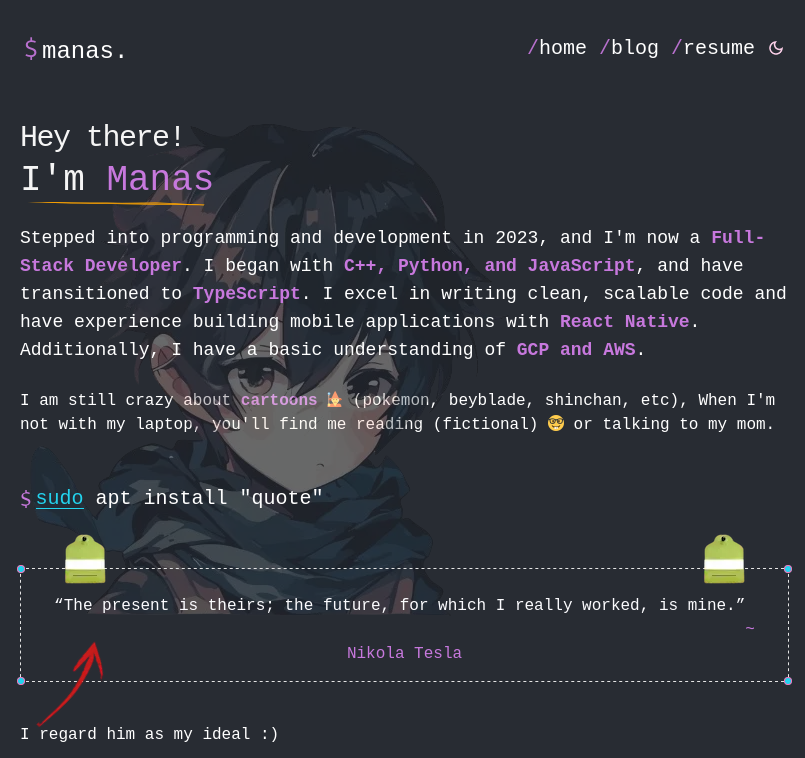 $manas.
/home /blog /resume
Hey there!
I'm Manas
Stepped into programming and development in 2023, and I'm now a Full-
Stack Developer. I began with C++, Python, and JavaScript, and have
transitioned to TypeScript. I excel in writing clean, scalable code and
have experience building mobile applications with React Native.
Additionally, I have a basic understanding of GCP and AWS.
I am still crazy about cartoons (pokemon, beyblade, shinchan, etc), When I'm
not with my laptop, you'll find me reading (fictional) 🤓 or talking to my mom.
$sudo apt install "quote"
“The present is theirs; the future, for which I really worked, is mine.”
~
Nikola Tesla
I regard him as my ideal :)